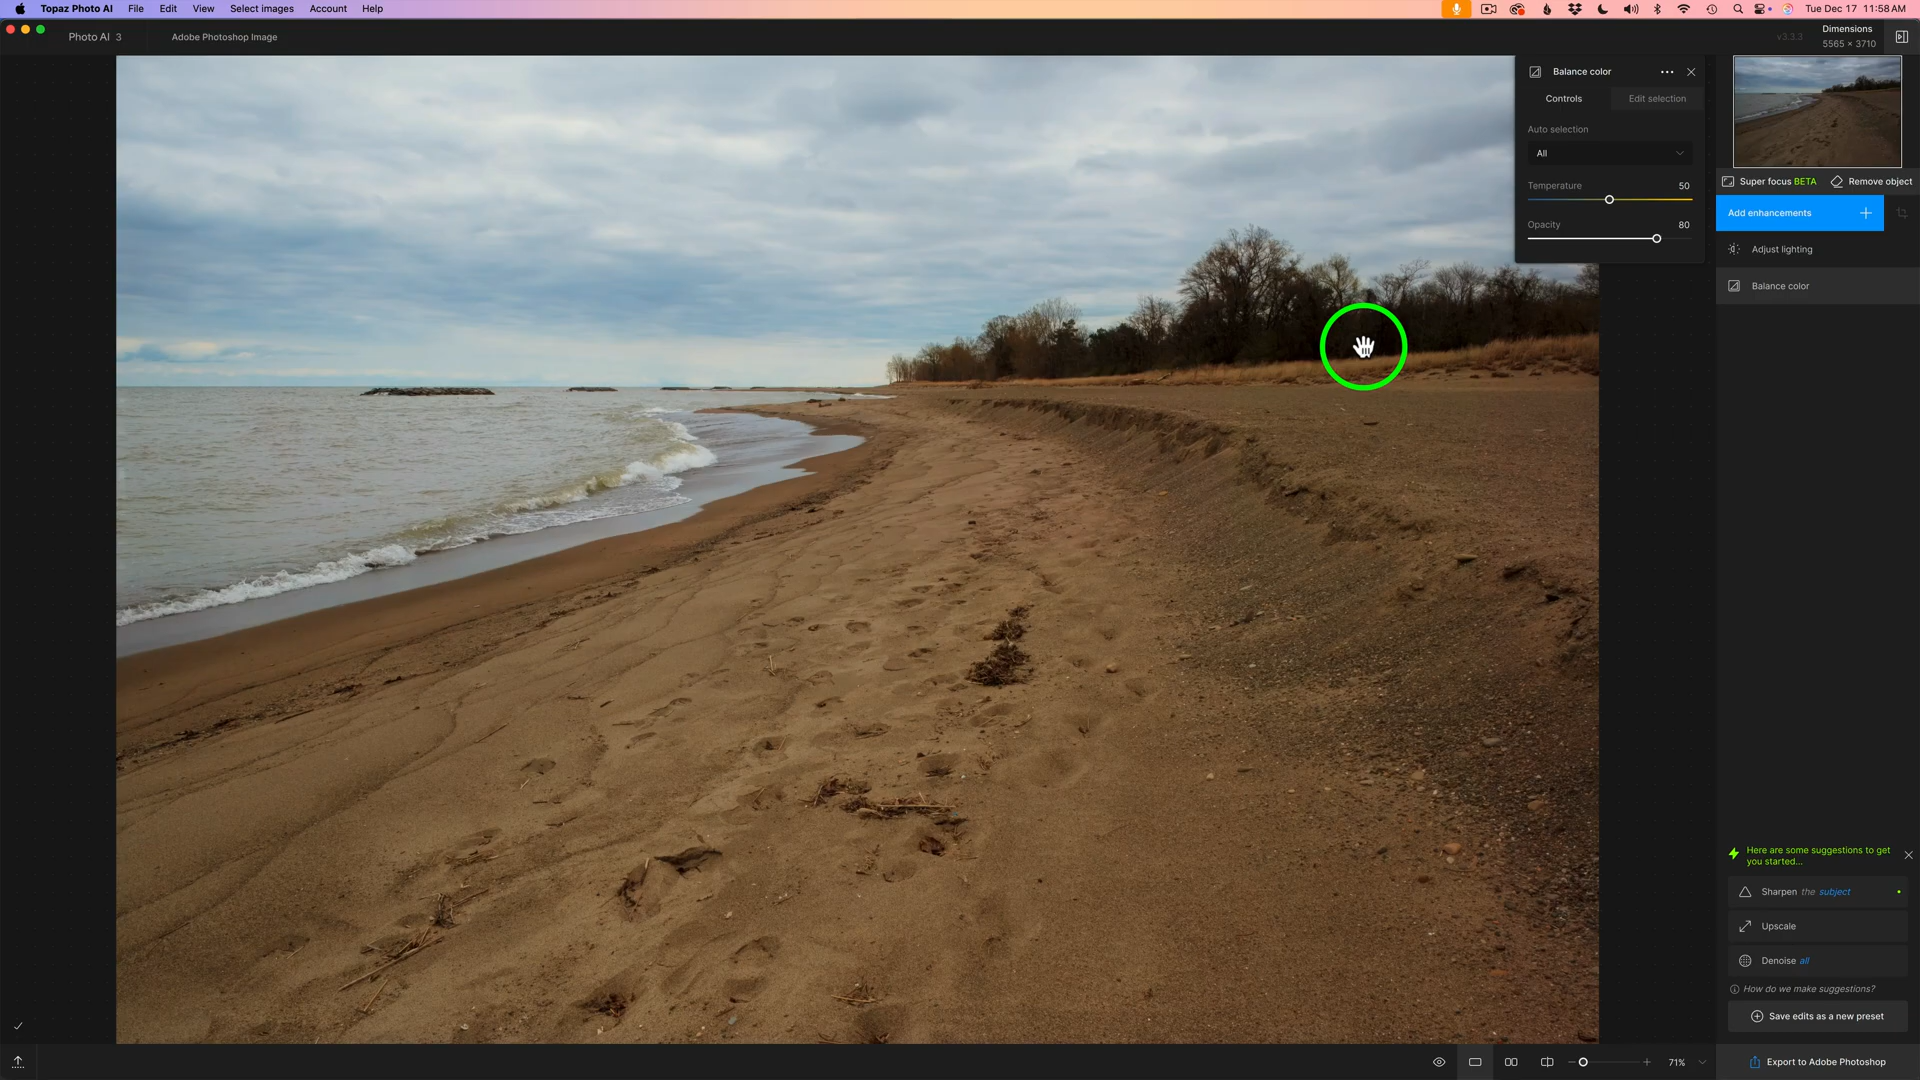 Topaz Photo AI File Edit View Select images Account Help Tue Dec 17 11:58 AM
Photo AI 3 Adobe Photoshop Image v3.3.3 Dimensions
5565 × 3710
Balance color
Controls Edit selection
Auto selection
All
Temperature 50
Opacity 80
Super focus BETA Remove object
Add enhancements
Adjust lighting
Balance color
Here are some suggestions to get
you started...
Sharpen the subject
Upscale
Denoise all
How do we make suggestions?
Save edits as a new preset
71% Export to Adobe Photoshop